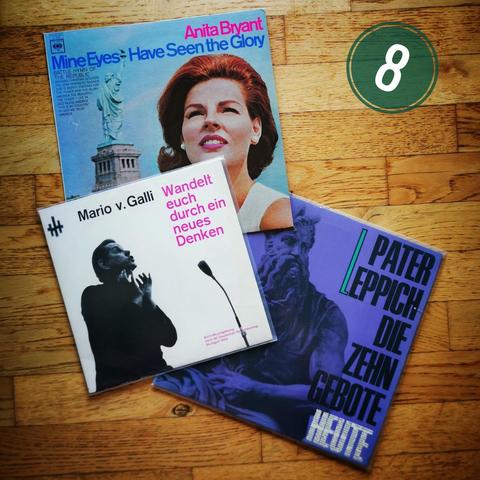 8
Anita Bryant
Mine Eyes Have Seen the Glory
BATTLE HYMN OF
THE REPUBLIC
Mario v. Galli
Wandelt
euch
durch ein
neues
Denken
PATER
LEPPICH
DIE
ZEHN
GEBOTE
HEUTE